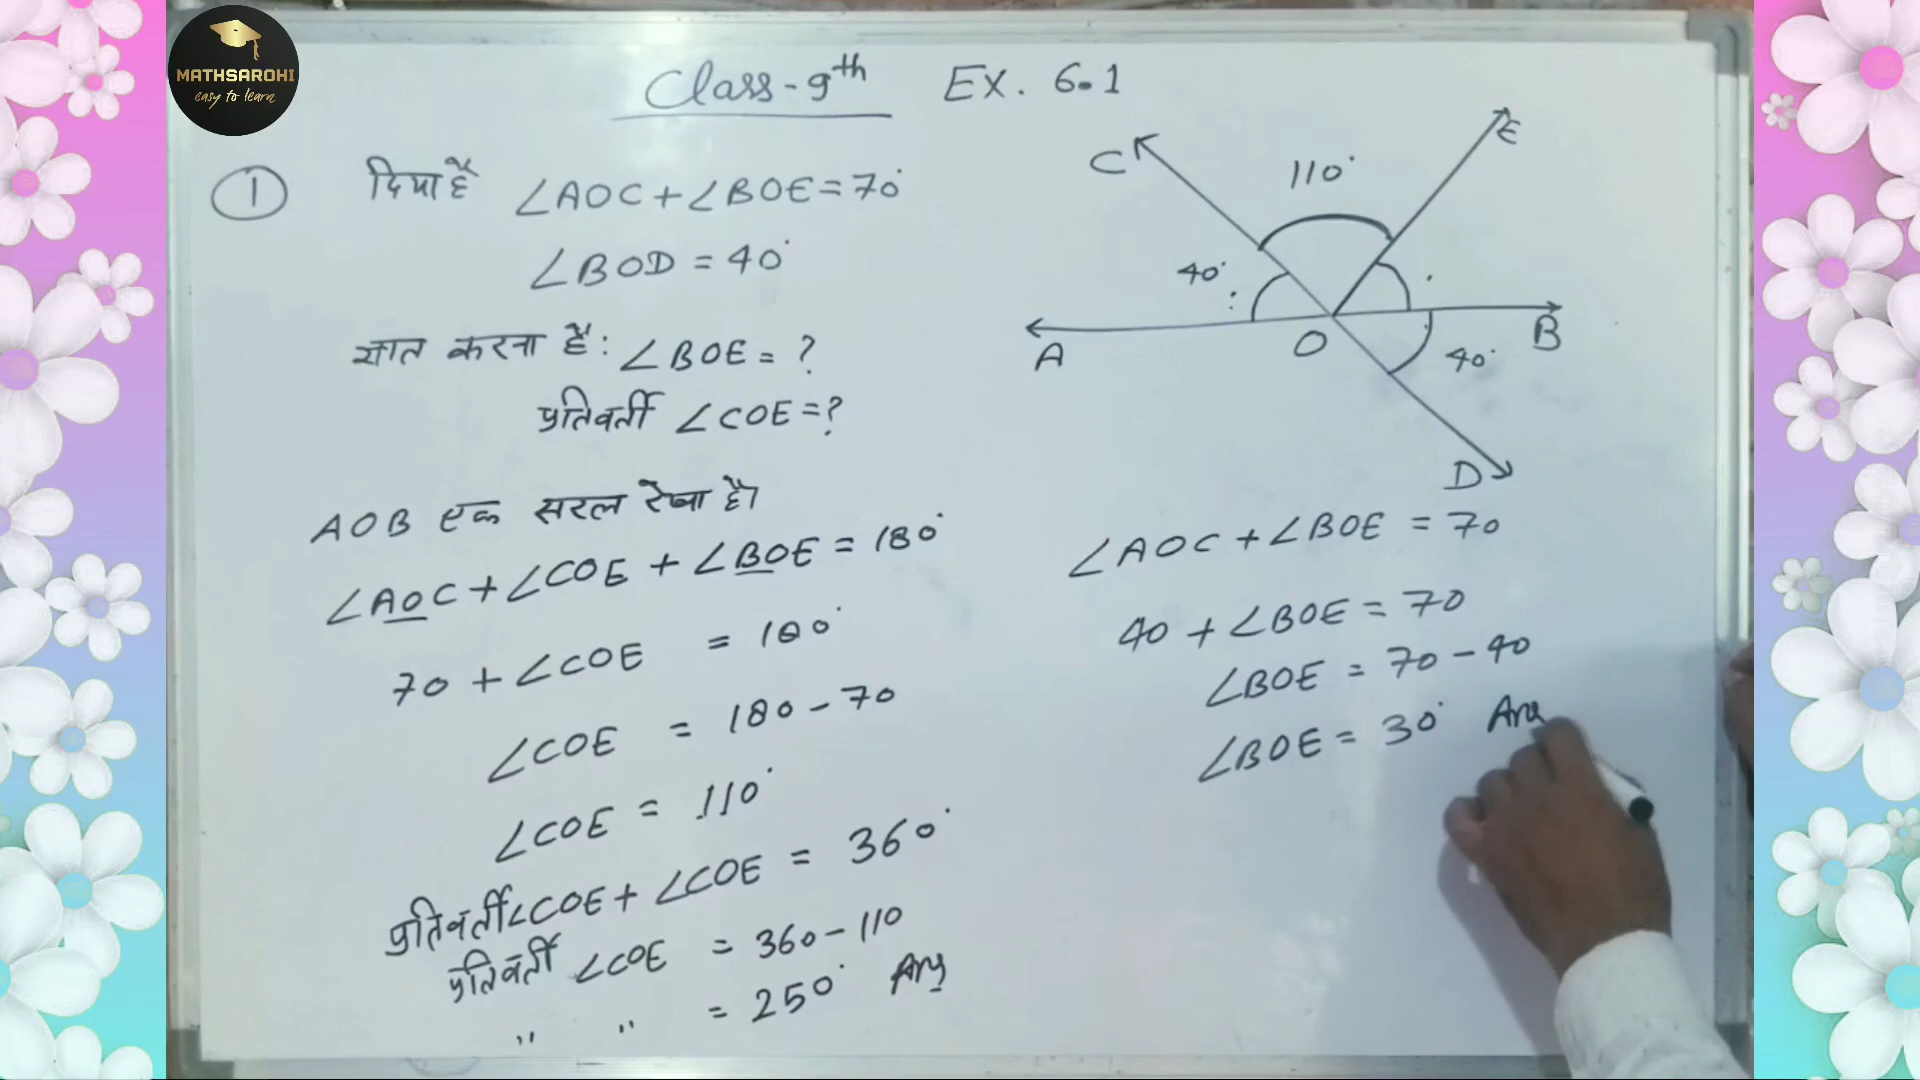 MATHSAROHI
easy to learn
Class-9th EX. 6.1
1 दिया है ∠AOC+∠BOE=70°
∠BOD = 40°
ज्ञात करना है: ∠BOE = ?
प्रतिवर्ती ∠COE=?
AOB एक सरल रेखा है।
∠AOC+∠COE + ∠BOE = 180°
70 + ∠COE = 180°
∠COE = 180-70
∠COE = 110°
प्रतिवर्ती∠COE+∠COE = 360°
प्रतिवर्ती ∠COE = 360-110
" " = 250° Ans
C
E
110°
40°
A
O
B
40°
D
∠AOC+∠BOE = 70
40 + ∠BOE = 70
∠BOE = 70-40
∠BOE = 30° Ans